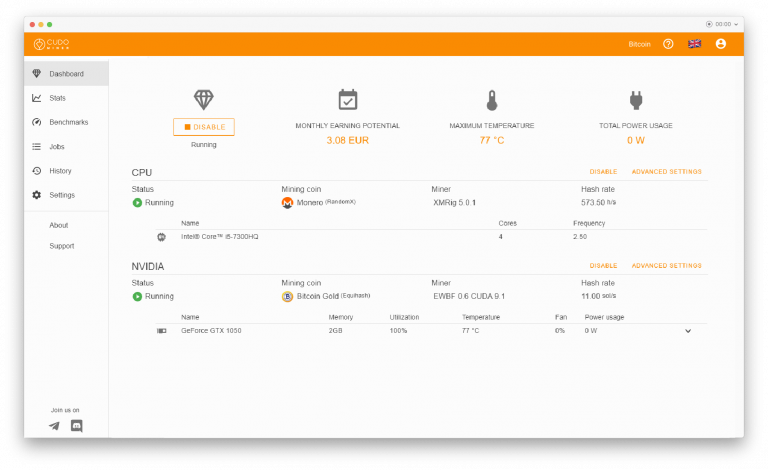 00:00
CUDO
MINER
Bitcoin
Dashboard
Stats
Benchmarks
Jobs
History
Settings
About
Support
Join us on
DISABLE
Running
MONTHLY EARNING POTENTIAL
3.08 EUR
MAXIMUM TEMPERATURE
77 °C
TOTAL POWER USAGE
0 W
CPU DISABLE ADVANCED SETTINGS
Status Mining coin Miner Hash rate
Running Monero (RandomX) XMRig 5.0.1 573.50 h/s
Name Cores Frequency
Intel® Core™ i5-7300HQ 4 2.50
NVIDIA DISABLE ADVANCED SETTINGS
Status Mining coin Miner Hash rate
Running Bitcoin Gold (Equihash) EWBF 0.6 CUDA 9.1 11.00 sol/s
Name Memory Utilization Temperature Fan Power usage
GeForce GTX 1050 2GB 100% 77 °C 0% 0 W